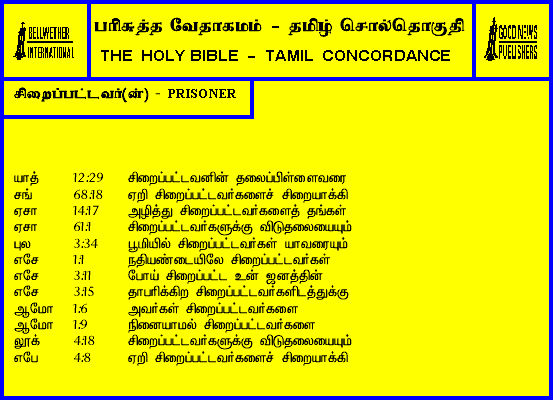 BELLWETHER INTERNATIONAL
பரிசுத்த வேதாகமம் - தமிழ் சொல்தொகுதி
THE HOLY BIBLE - TAMIL CONCORDANCE
GOOD NEWS PUBLISHERS
சிறைப்பட்டவர்(ன்) - PRISONER
யாத் 12:29 சிறைப்பட்டவனின் தலைப்பிள்ளைவரை
சங் 68:18 ஏறி சிறைப்பட்டவர்களைச் சிறையாக்கி
ஏசா 14:17 அழித்து சிறைப்பட்டவர்களைத் தங்கள்
ஏசா 61:1 சிறைப்பட்டவர்களுக்கு விடுதலையையும்
புல 3:34 பூமியில் சிறைப்பட்டவர்கள் யாவரையும்
எசே 1:1 நதியண்டையிலே சிறைப்பட்டவர்கள்
எசே 3:11 போய் சிறைப்பட்ட உன் ஜனத்தின்
எசே 3:15 தாபரிக்கிற சிறைப்பட்டவர்களிடத்துக்கு
ஆமோ 1:6 அவர்கள் சிறைப்பட்டவர்களை
ஆமோ 1:9 நினையாமல் சிறைப்பட்டவர்களை
லூக் 4:18 சிறைப்பட்டவர்களுக்கு விடுதலையையும்
எபே 4:8 ஏறி சிறைப்பட்டவர்களைச் சிறையாக்கி